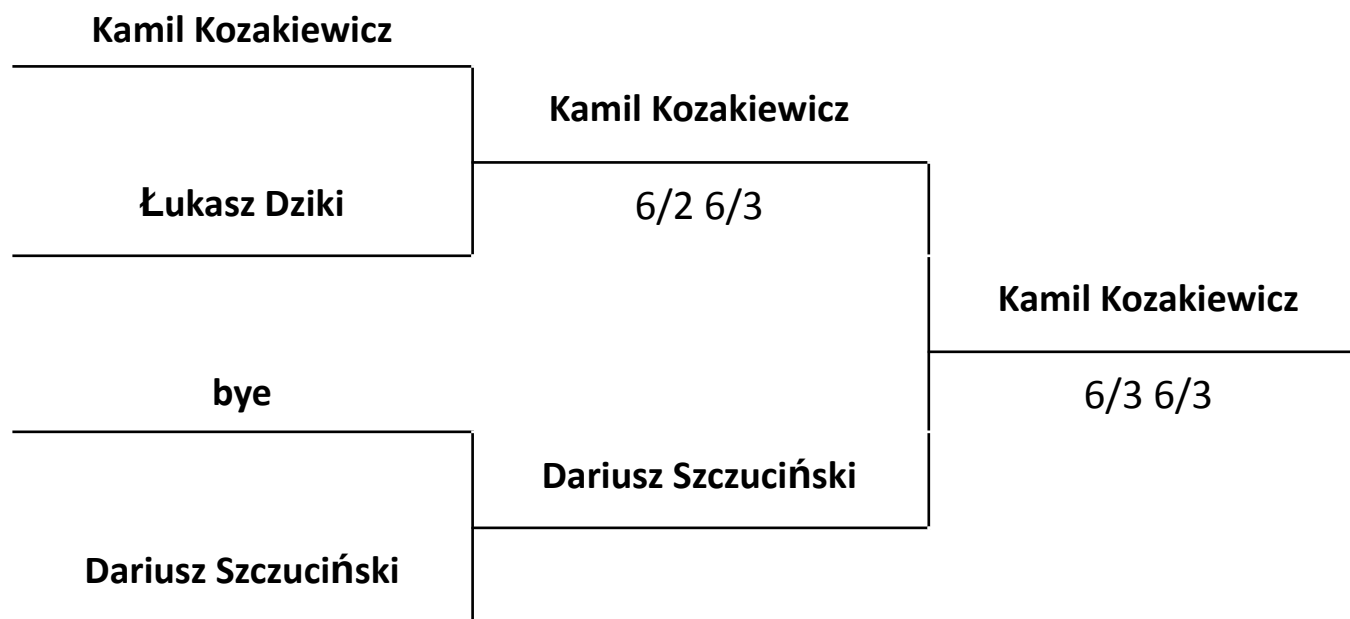 Kamil Kozakiewicz
Kamil Kozakiewicz
Łukasz Dziki
6/2 6/3
Kamil Kozakiewicz
bye
6/3 6/3
Dariusz Szczuciński
Dariusz Szczuciński